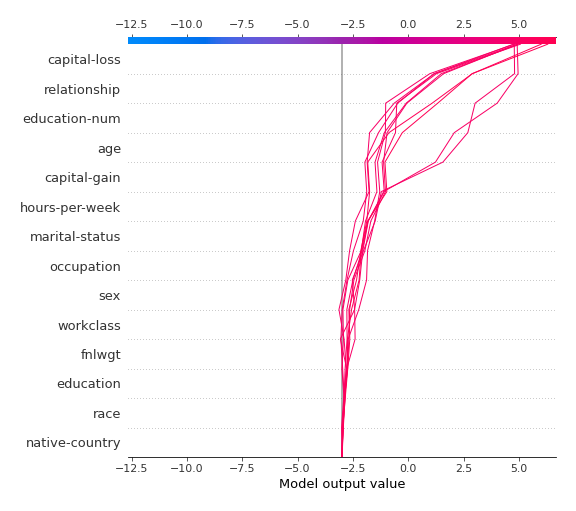 −12.5 −10.0 −7.5 −5.0 −2.5 0.0 2.5 5.0
capital-loss
relationship
education-num
age
capital-gain
hours-per-week
marital-status
occupation
sex
workclass
fnlwgt
education
race
native-country
−12.5 −10.0 −7.5 −5.0 −2.5 0.0 2.5 5.0
Model output value